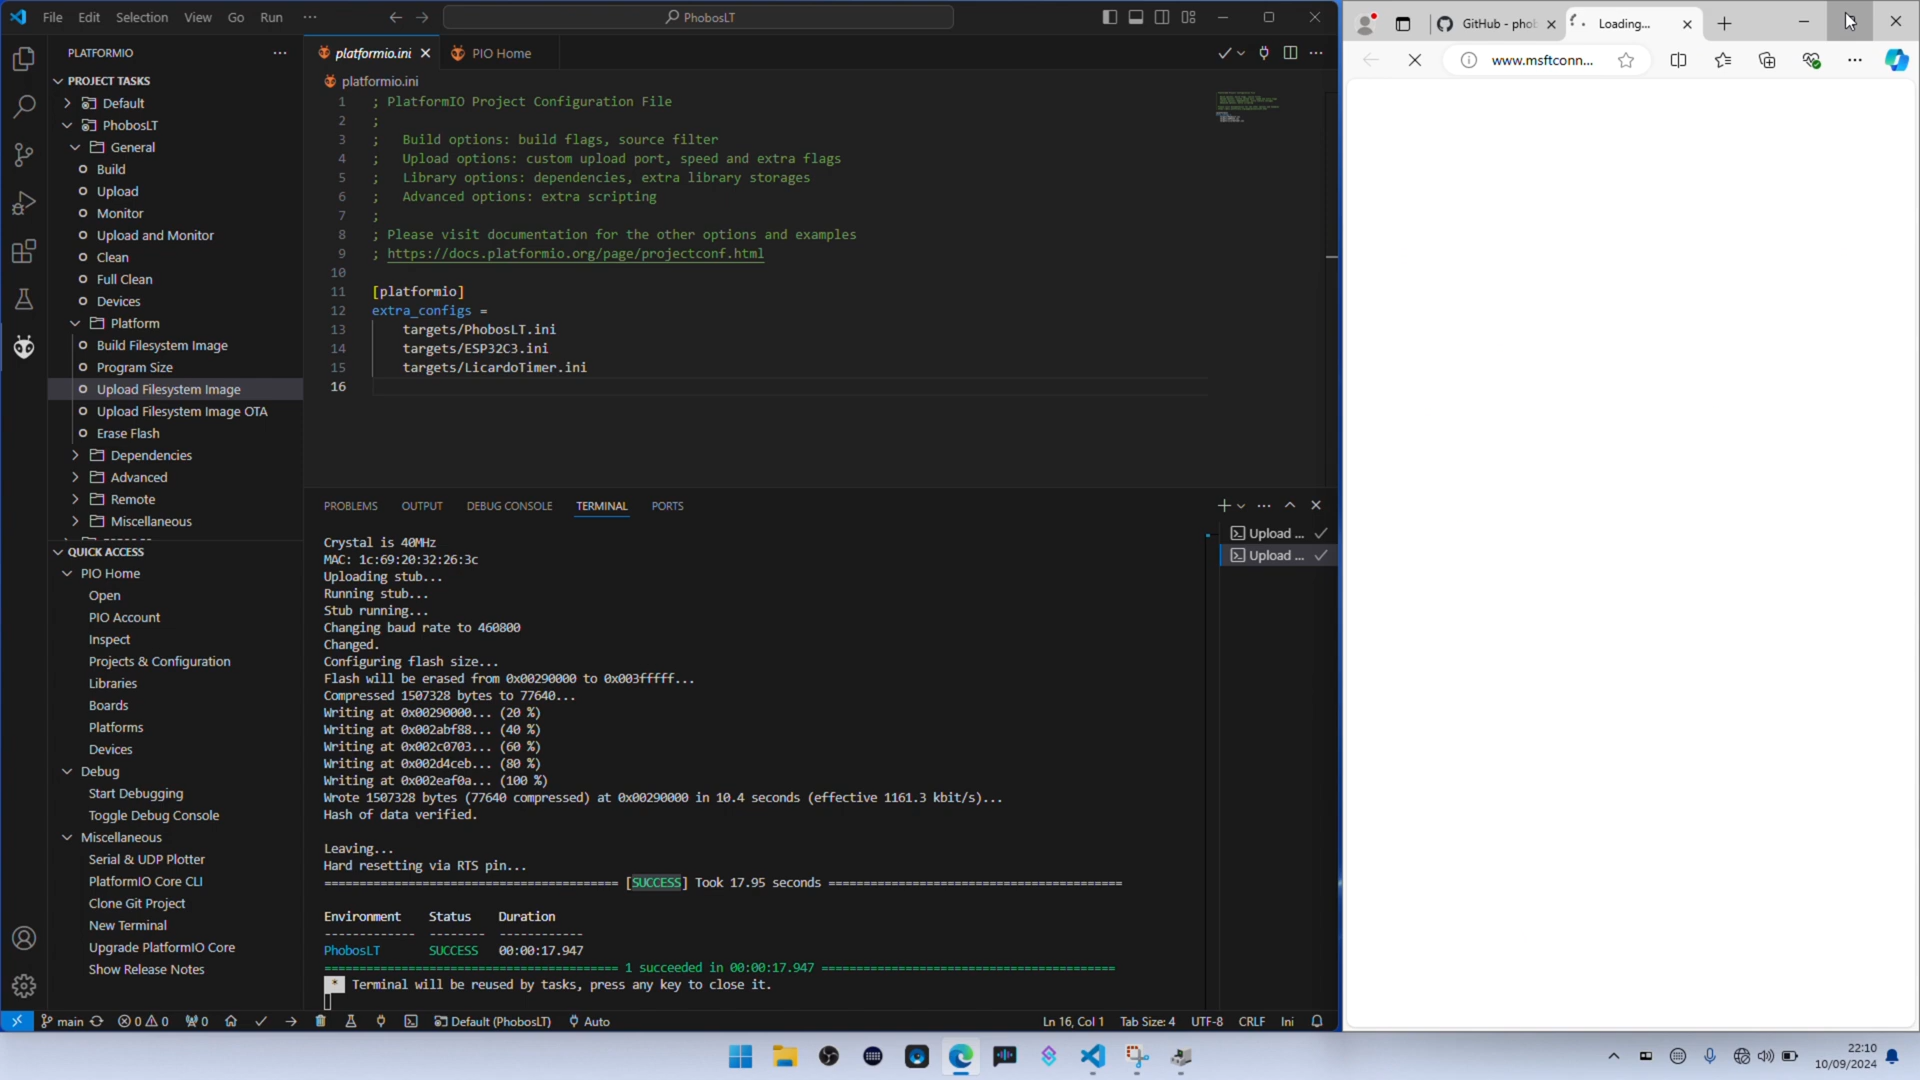 File Edit Selection View Go Run ···
PhobosLT
PLATFORMIO
PROJECT TASKS
Default
PhobosLT
General
Build
Upload
Monitor
Upload and Monitor
Clean
Full Clean
Devices
Platform
Build Filesystem Image
Program Size
Upload Filesystem Image
Upload Filesystem Image OTA
Erase Flash
Dependencies
Advanced
Remote
Miscellaneous
QUICK ACCESS
PIO Home
Open
PIO Account
Inspect
Projects & Configuration
Libraries
Boards
Platforms
Devices
Debug
Start Debugging
Toggle Debug Console
Miscellaneous
Serial & UDP Plotter
PlatformIO Core CLI
Clone Git Project
New Terminal
Upgrade PlatformIO Core
Show Release Notes
platformio.ini PIO Home
platformio.ini
1 ; PlatformIO Project Configuration File
2 ;
3 ; Build options: build flags, source filter
4 ; Upload options: custom upload port, speed and extra flags
5 ; Library options: dependencies, extra library storages
6 ; Advanced options: extra scripting
7 ;
8 ; Please visit documentation for the other options and examples
9 ; https://docs.platformio.org/page/projectconf.html
10
11 [platformio]
12 extra_configs =
13 targets/PhobosLT.ini
14 targets/ESP32C3.ini
15 targets/LicardoTimer.ini
16
PROBLEMS OUTPUT DEBUG CONSOLE TERMINAL PORTS
Upload ...
Upload ...
Crystal is 40MHz
MAC: 1c:69:20:32:26:3c
Uploading stub...
Running stub...
Stub running...
Changing baud rate to 460800
Changed.
Configuring flash size...
Flash will be erased from 0x00290000 to 0x003fffff...
Compressed 1507328 bytes to 77640...
Writing at 0x00290000... (20 %)
Writing at 0x002abf88... (40 %)
Writing at 0x002c0703... (60 %)
Writing at 0x002d4ceb... (80 %)
Writing at 0x002eaf0a... (100 %)
Wrote 1507328 bytes (77640 compressed) at 0x00290000 in 10.4 seconds (effective 1161.3 kbit/s)...
Hash of data verified.
Leaving...
Hard resetting via RTS pin...
[SUCCESS] Took 17.95 seconds
Environment Status Duration
PhobosLT SUCCESS 00:00:17.947
1 succeeded in 00:00:17.947
* Terminal will be reused by tasks, press any key to close it.
main 0 0 0 Default (PhobosLT) Auto
Ln 16, Col 1 Tab Size: 4 UTF-8 CRLF Ini
GitHub - phob Loading...
www.msftconn...
22:10
10/09/2024